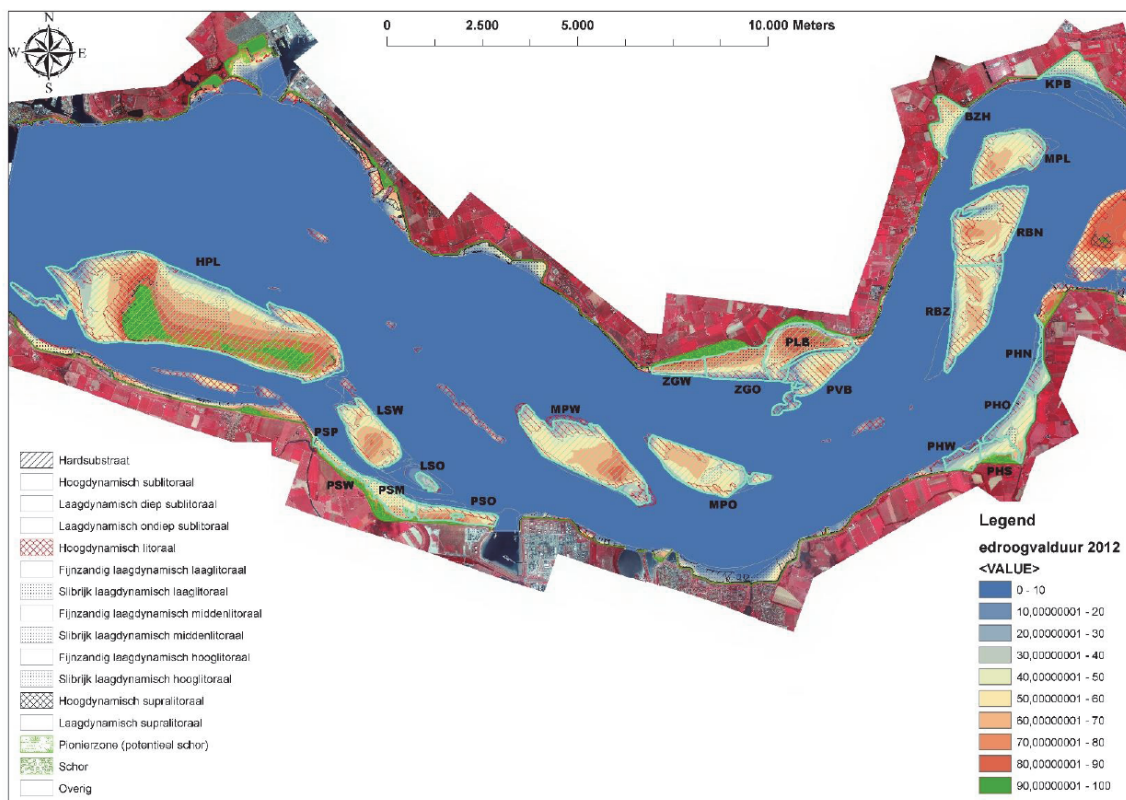 N
W E
S
0 2.500 5.000 10.000 Meters
KPB
BZH
MPL
RBN
HPL
RBZ
PHN
PLB
ZGW ZGO PVB
LSW MPW
PHO
PSP
PHW
LSO
PHS
PSW PSM PSO MPO
Hardsubstraat
Hoogdynamisch sublitoraal
Laagdynamisch diep sublitoraal
Laagdynamisch ondiep sublitoraal
Hoogdynamisch litoraal
Fijnzandig laagdynamisch laaglitoraal
Slibrijk laagdynamisch laaglitoraal
Fijnzandig laagdynamisch middenlitoraal
Slibrijk laagdynamisch middenlitoraal
Fijnzandig laagdynamisch hooglitoraal
Slibrijk laagdynamisch hooglitoraal
Hoogdynamisch supralitoraal
Laagdynamisch supralitoraal
Pionierzone (potentieel schor)
Schor
Overig
Legend
edroogvalduur 2012
<VALUE>
0 - 10
10,00000001 - 20
20,00000001 - 30
30,00000001 - 40
40,00000001 - 50
50,00000001 - 60
60,00000001 - 70
70,00000001 - 80
80,00000001 - 90
90,00000001 - 100